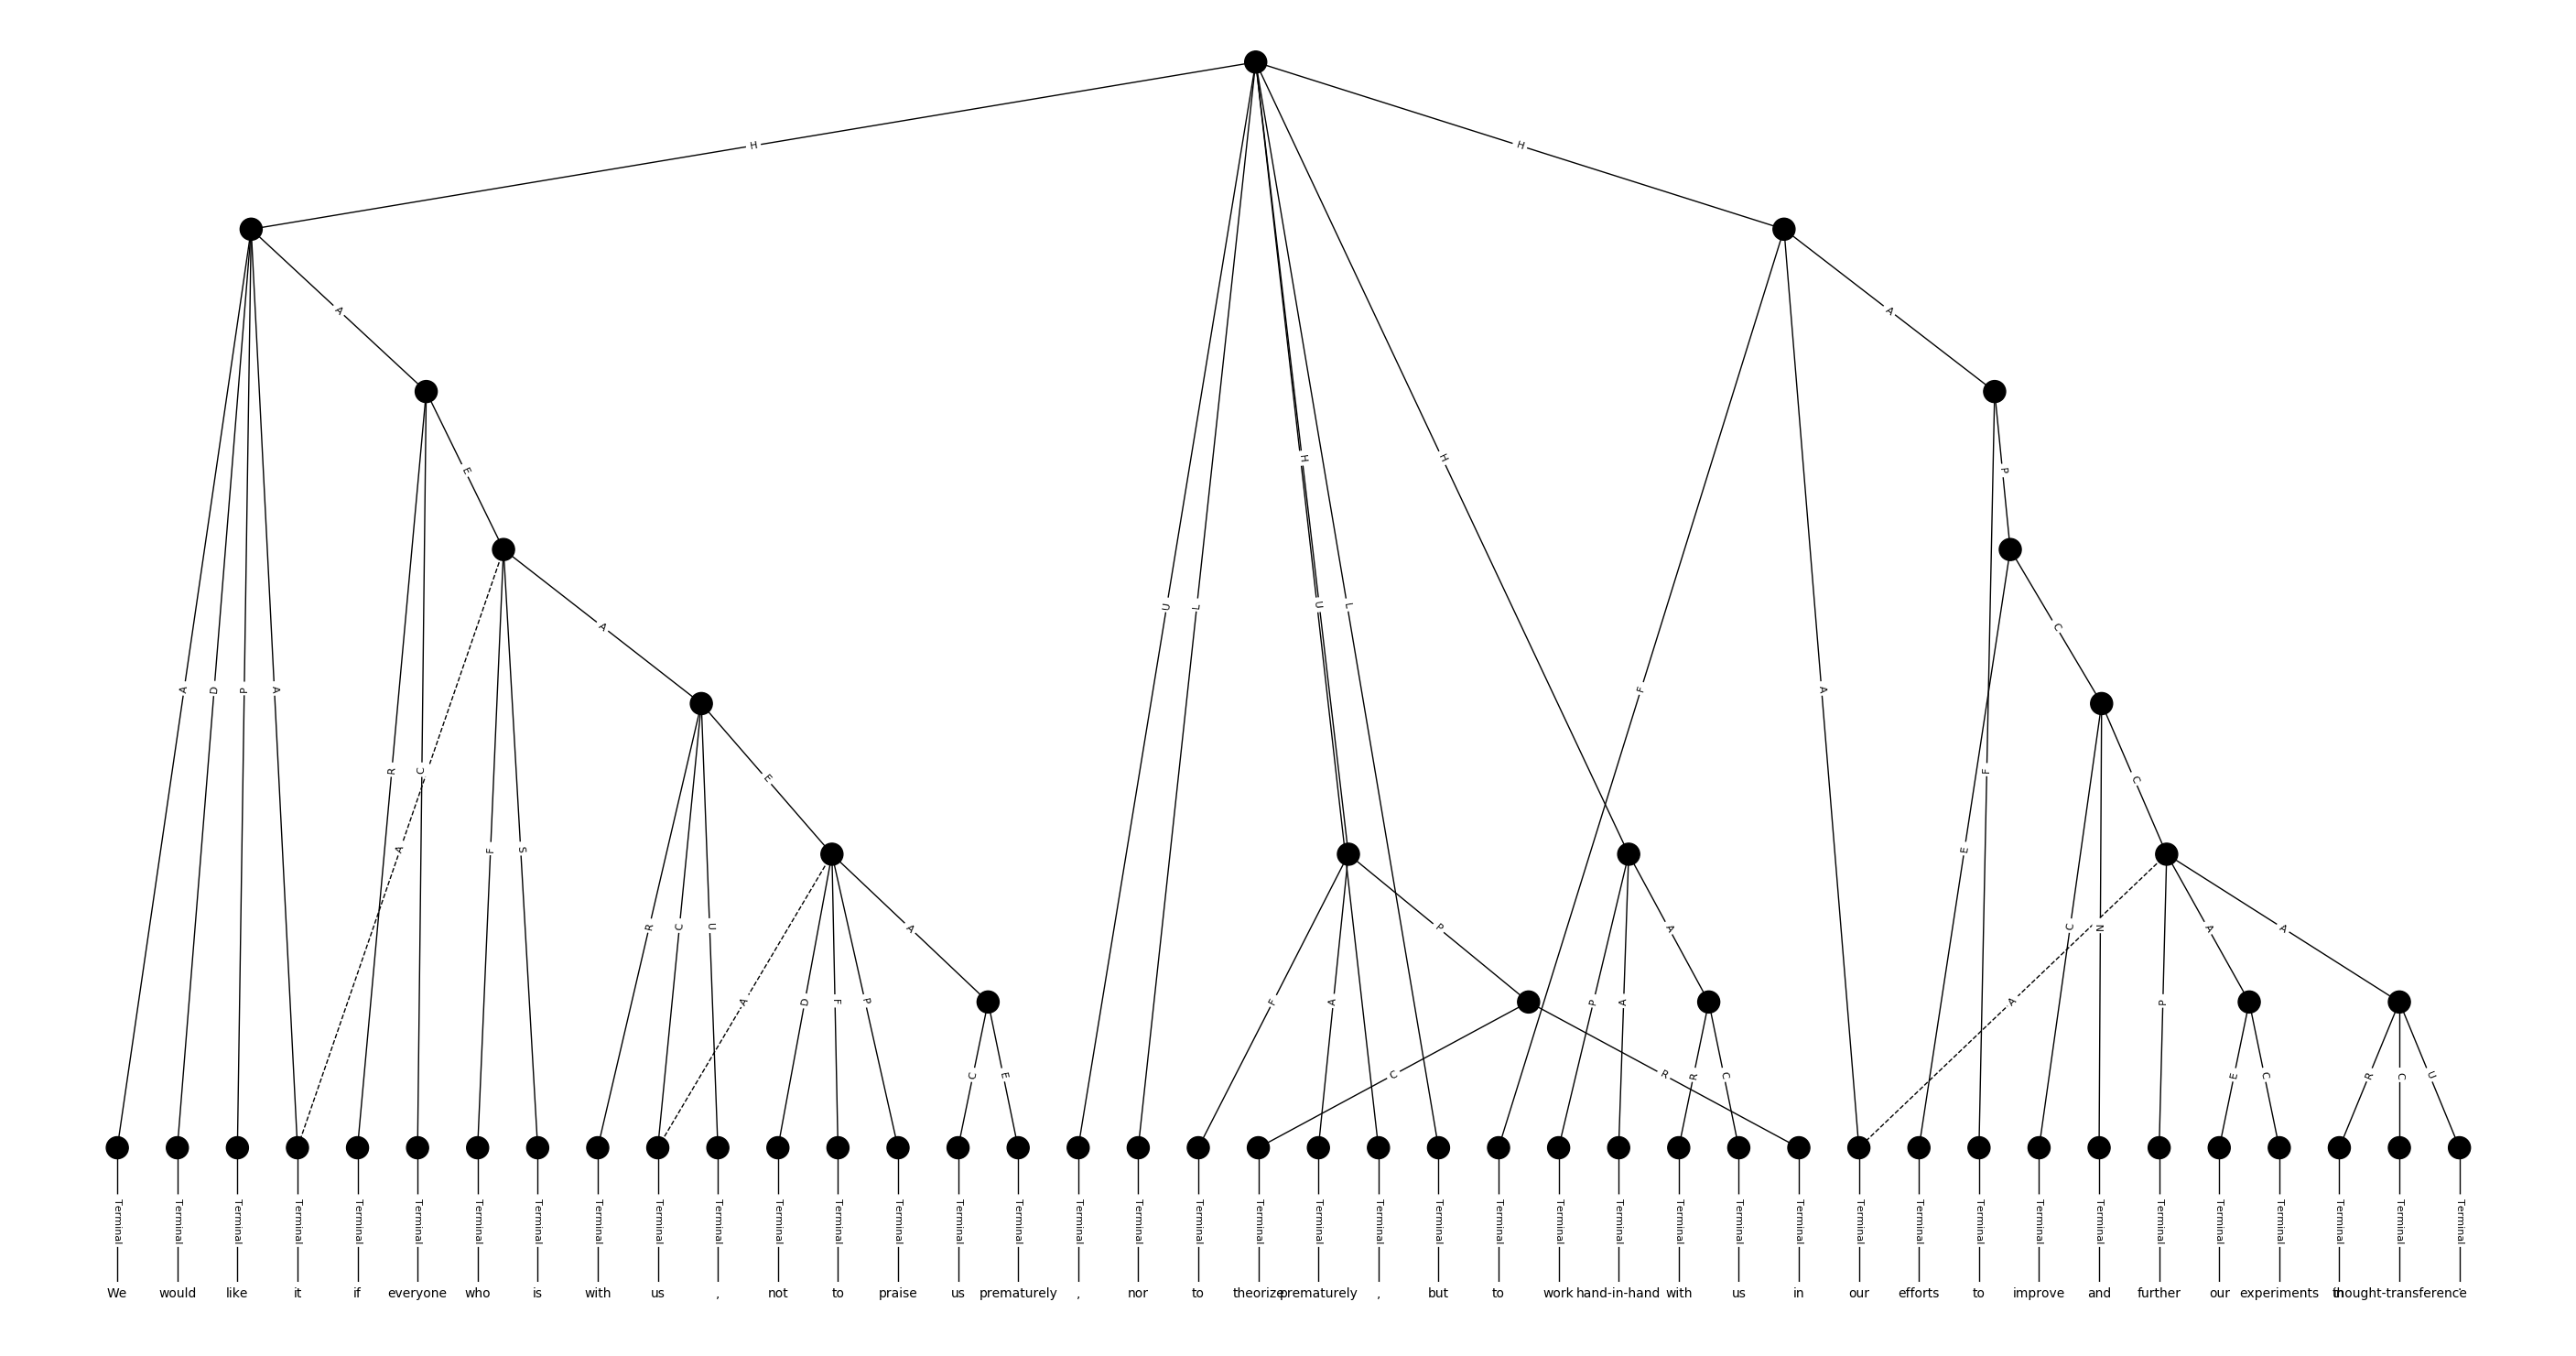 H H
A
A
E P
H H
E
U L U L
A C
A D P A F A
R C E F
C
A F S E
R C U A P A C N A A
A D F P F A P A A P
C E C R R C E C R C U
Terminal Terminal Terminal Terminal Terminal Terminal Terminal Terminal Terminal Terminal Terminal Terminal Terminal Terminal Terminal Terminal Terminal Terminal Terminal Terminal Terminal Terminal Terminal Terminal Terminal Terminal Terminal Terminal Terminal Terminal Terminal Terminal Terminal Terminal Terminal Terminal Terminal Terminal Terminal Terminal
We would like it if everyone who is with us , not to praise us prematurely , nor to theorize prematurely , but to work hand-in-hand with us in our efforts to improve and further our experiments in thought-transference .